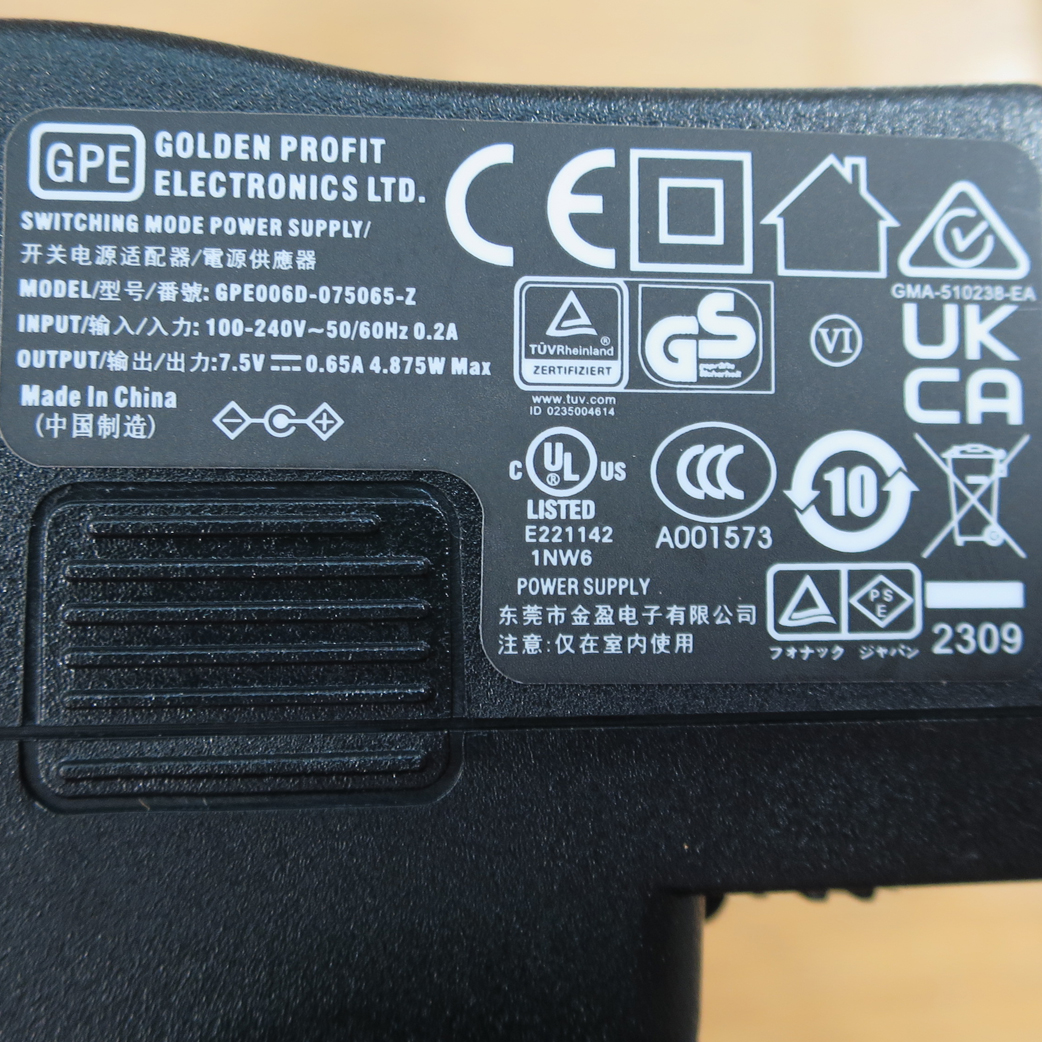 GPE
GOLDEN PROFIT
ELECTRONICS LTD.
SWITCHING MODE POWER SUPPLY/
开关电源适配器/電源供應器
MODEL/型号/番號: GPE006D-075065-Z
INPUT/输入/入力: 100-240V~50/60Hz 0.2A
OUTPUT/输出/出力:7.5V⎓0.65A 4.875W Max
Made In China
(中国制造)
CE
GMA-510238-EA
TÜVRheinland®
ZERTIFIZIERT
www.tuv.com
ID 0235004614
GS
geprüfte
Sicherheit
VI
UK
CA
C UL® US
LISTED
E221142
1NW6
POWER SUPPLY
CCC
A001573
10
东莞市金盈电子有限公司
注意:仅在室内使用
PS
E
フォナック ジャパン
2309